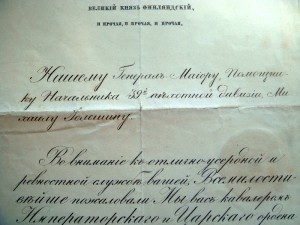 ВЕЛИКІЙ КНЯЗЬ ФИНЛЯНДСКІЙ,
И ПРОЧАЯ, И ПРОЧАЯ, И ПРОЧАЯ.
Нашему Генералъ-Маіору, Помощни-
ку Начальника 39й пѣхотной дивизіи, Ми-
хаилу
Во вниманіе къ отлично-усердной и
ревностной службѣ вашей, Всемилости-
вѣйше пожаловали Мы васъ кавалеромъ
Императорскаго и Царскаго ордена